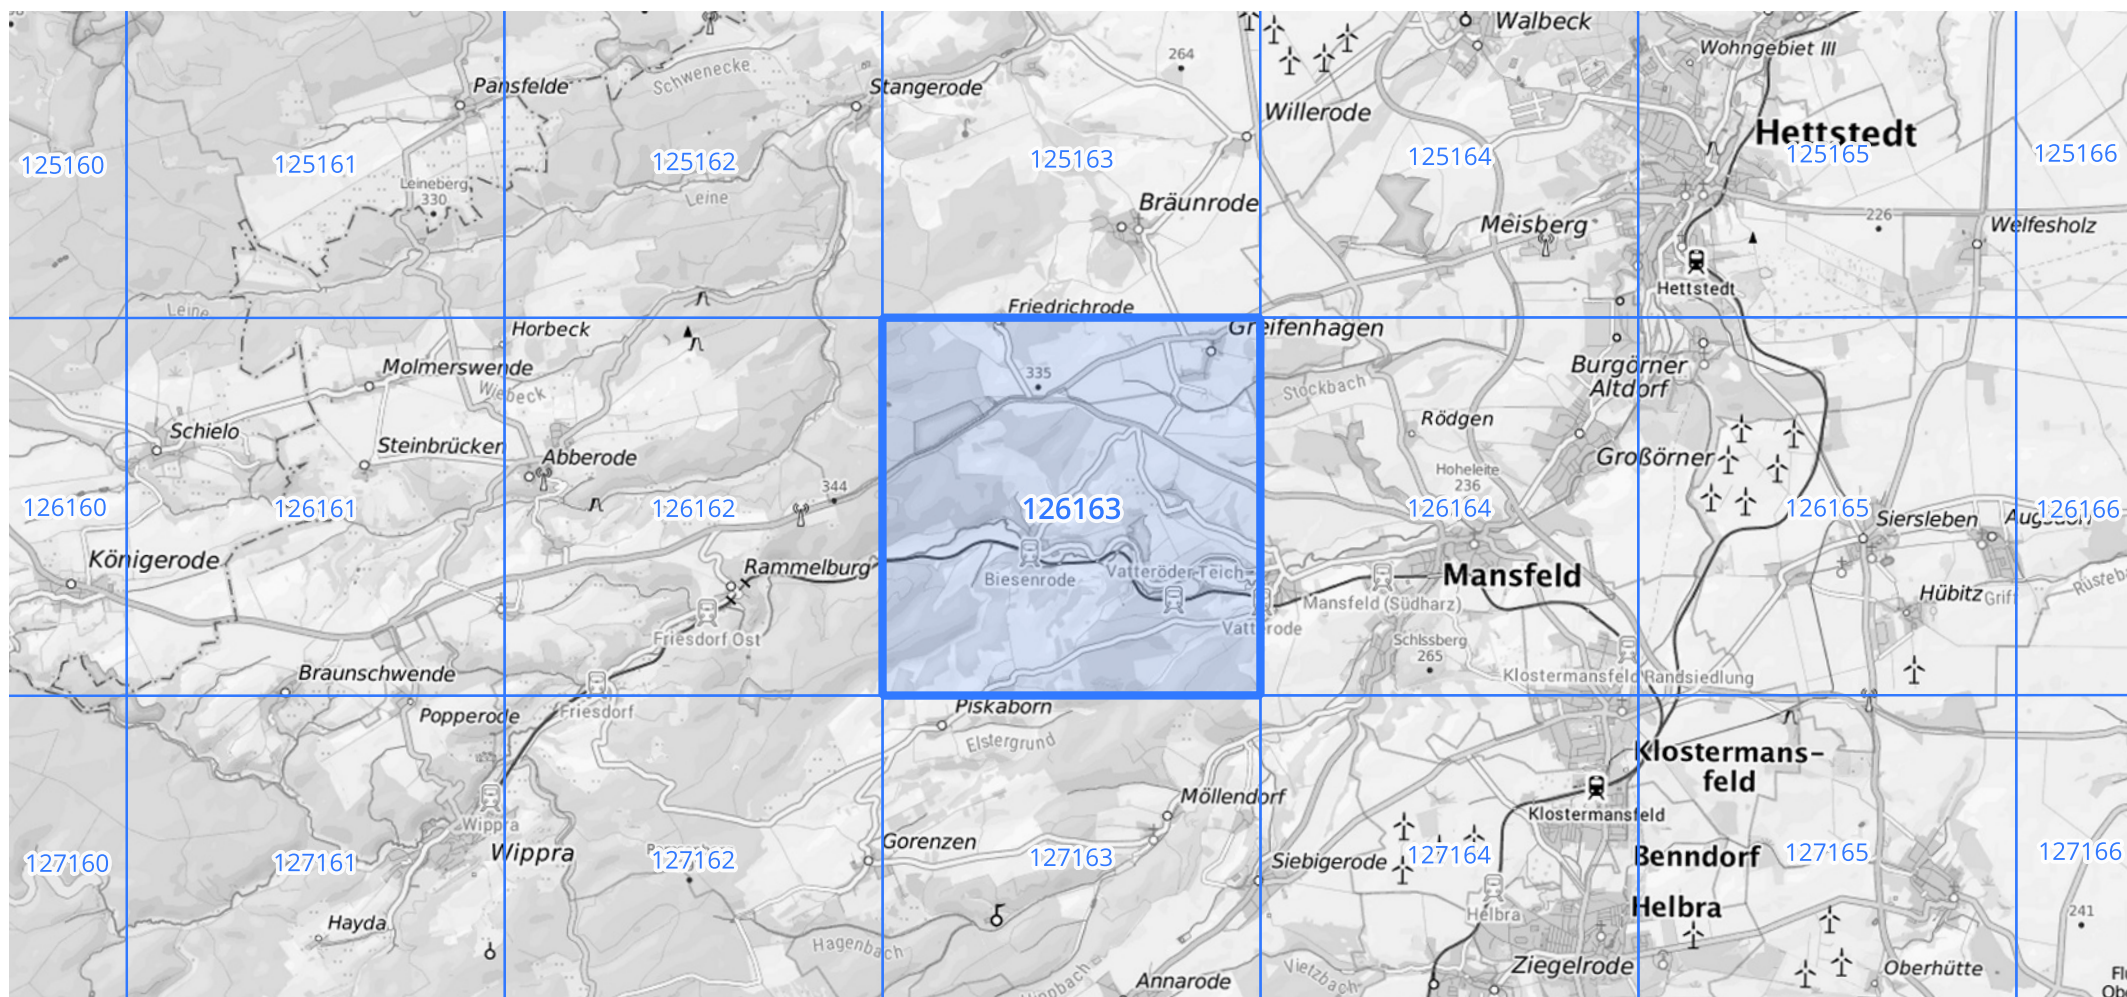 Walbeck
Wohngebiet III
264
Pansfelde
Schwenecke
Stangerode
Willerode
Hettstedt
125160
125161
125162
125163
125164
125165
125166
Leineberg
330
Leine
Bräunrode
Meisberg
226
Welfesholz
Hettstedt
Leine
Friedrichrode
Horbeck
Greifenhagen
Molmerswende
Wiebeck
335
Stockbach
Burgörner
Altdorf
Schielo
Steinbrücken
Abberode
Rödgen
Großörner
Hoheleite
236
344
126160
126161
126162
126163
126164
126165
126166
Siersleben
Augsdorf
Königerode
Rammelburg
Biesenrode
Vatteröder Teich
Mansfeld
Mansfeld (Südharz)
Hübitz
Grift
Friesdorf Ost
Vatterode
Schlssberg
265
Braunschwende
Klostermansfeld Randsiedlung
Popperode
Friesdorf
Piskaborn
Elstergrund
Klostermans-
feld
Möllendorf
Klostermansfeld
Wippra
Wippra
Gorenzen
Siebigerode
Benndorf
127160
127161
127162
127163
127164
127165
127166
Helbra
Helbra
Hayda
241
Hagenbach
Vietzbach
Ziegelrode
Oberhütte
Annarode